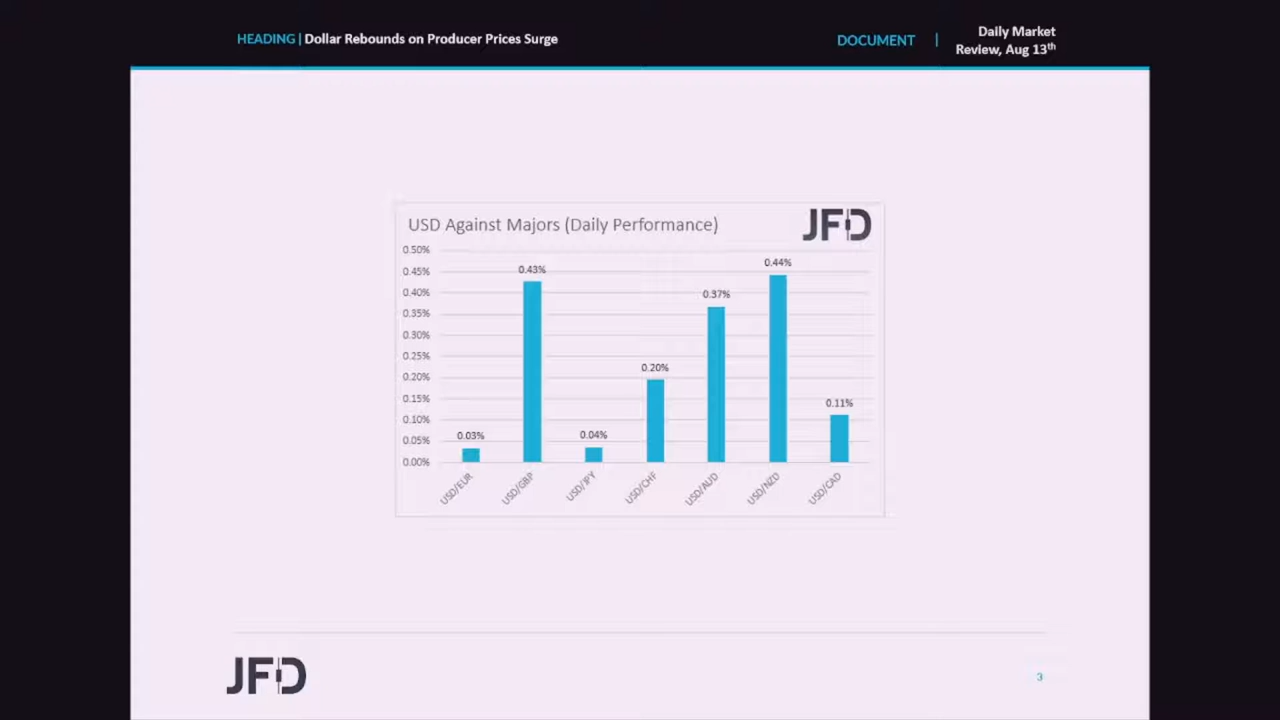 HEADING | Dollar Rebounds on Producer Prices Surge
DOCUMENT | Daily Market
Review, Aug 13th
USD Against Majors (Daily Performance)
JFD
0.50%
0.45%
0.40%
0.35%
0.30%
0.25%
0.20%
0.15%
0.10%
0.05%
0.00%
0.03%
0.43%
0.04%
0.20%
0.37%
0.44%
0.11%
USD/EUR
USD/GBP
USD/JPY
USD/CHF
USD/AUD
USD/NZD
USD/CAD
JFD
3